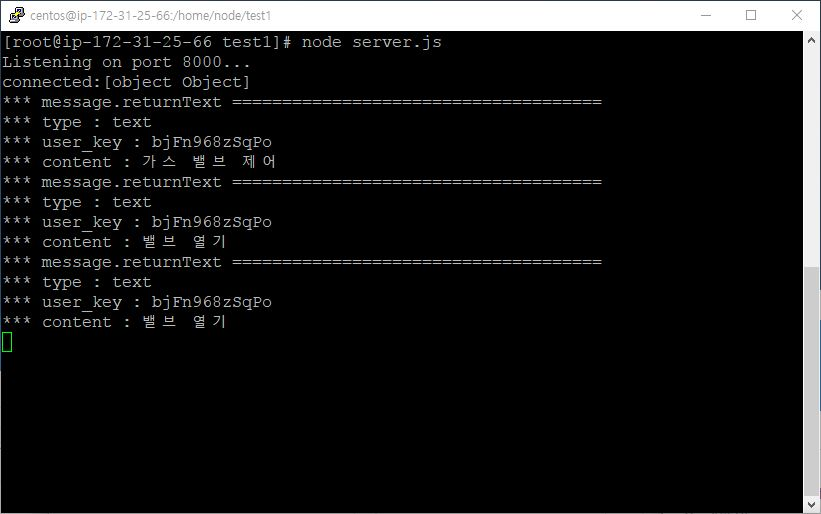 centos@ip-172-31-25-66:/home/node/test1
[root@ip-172-31-25-66 test1]# node server.js
Listening on port 8000...
connected:[object Object]
*** message.returnText =====================================
*** type : text
*** user_key : bjFn968zSqPo
*** content : 가스 밸브 제어
*** message.returnText =====================================
*** type : text
*** user_key : bjFn968zSqPo
*** content : 밸브 열기
*** message.returnText =====================================
*** type : text
*** user_key : bjFn968zSqPo
*** content : 밸브 열기